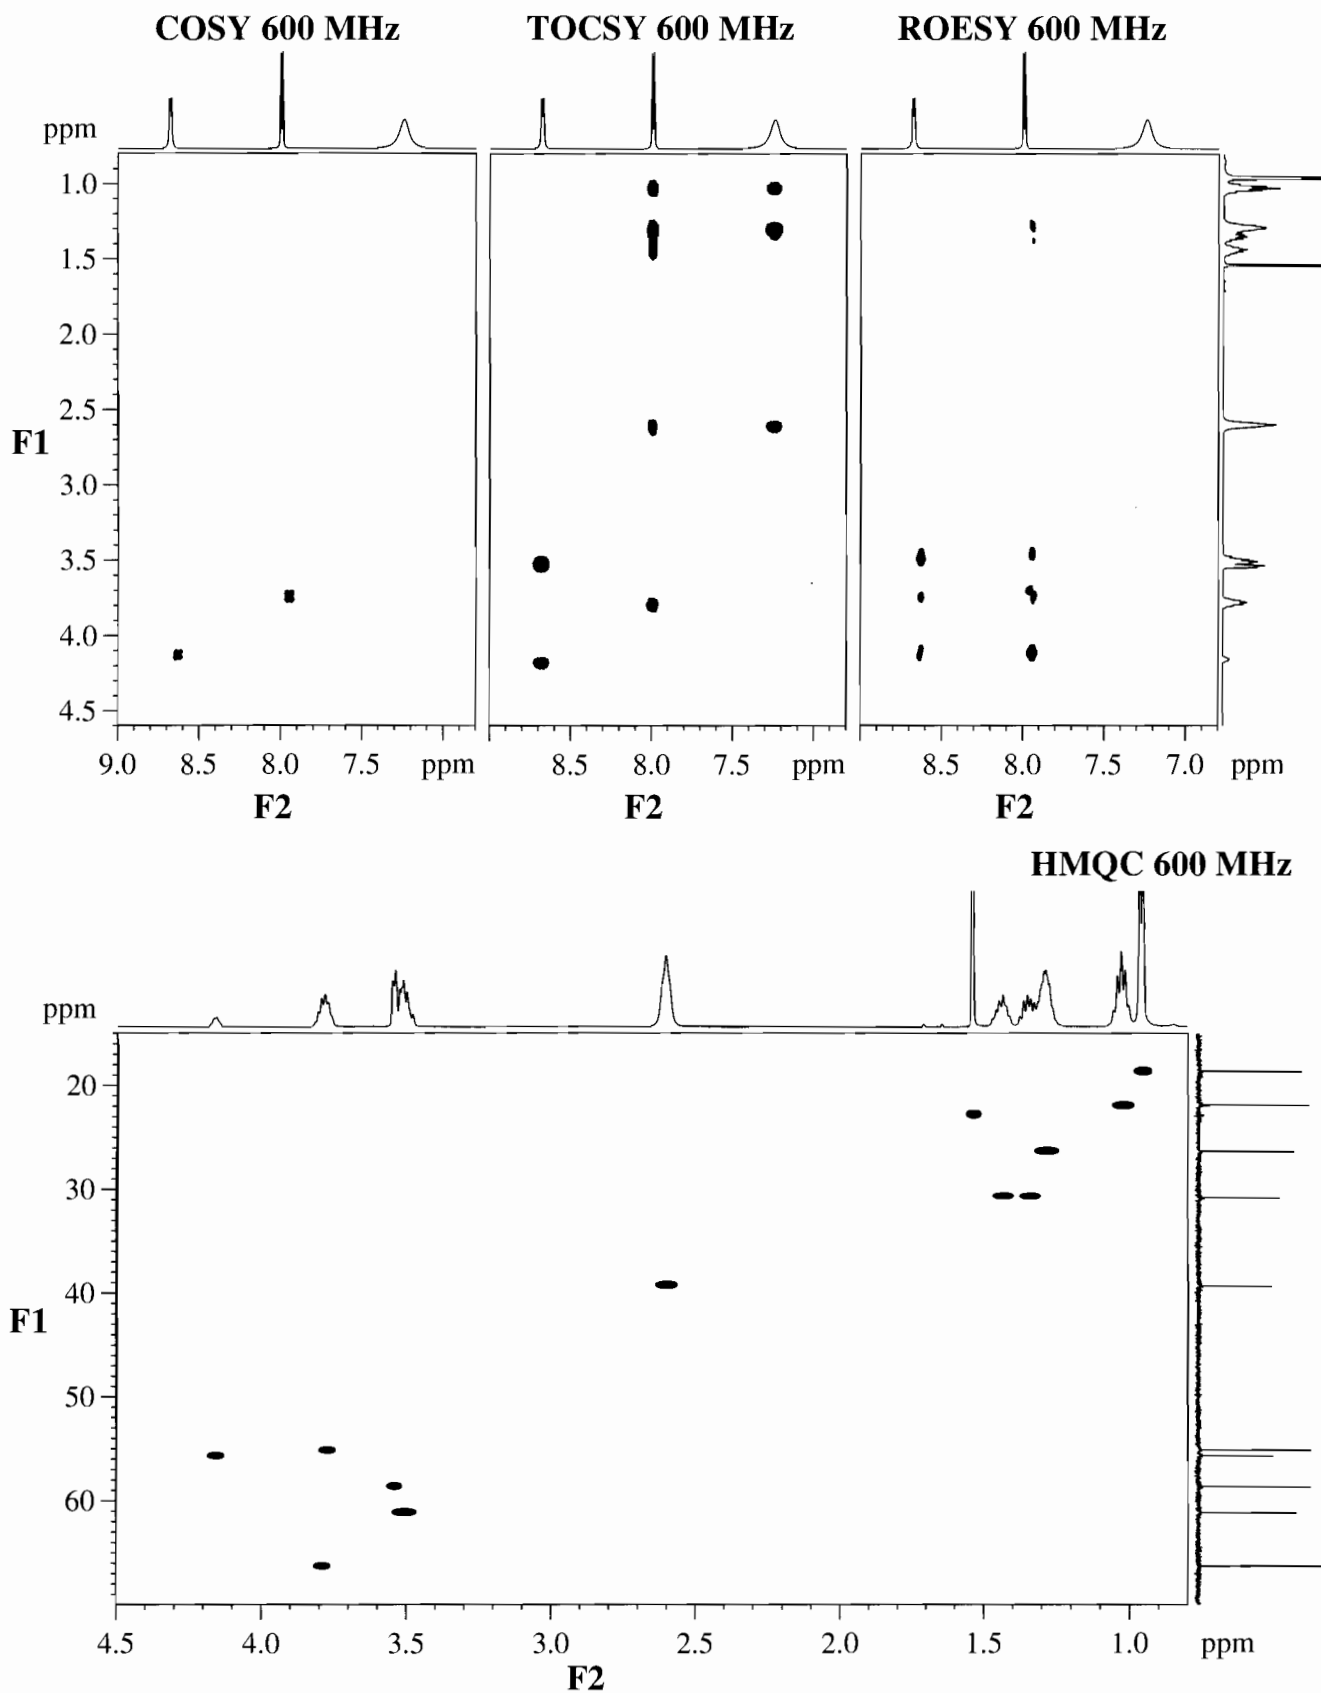 COSY 600 MHz TOCSY 600 MHz ROESY 600 MHz
ppm
1.0
1.5
2.0
2.5
F1
3.0
3.5
4.0
4.5
9.0 8.5 8.0 7.5 ppm 8.5 8.0 7.5 ppm 8.5 8.0 7.5 7.0 ppm
F2 F2 F2
HMQC 600 MHz
ppm
20
30
40
F1
50
60
4.5 4.0 3.5 3.0 2.5 2.0 1.5 1.0 ppm
F2